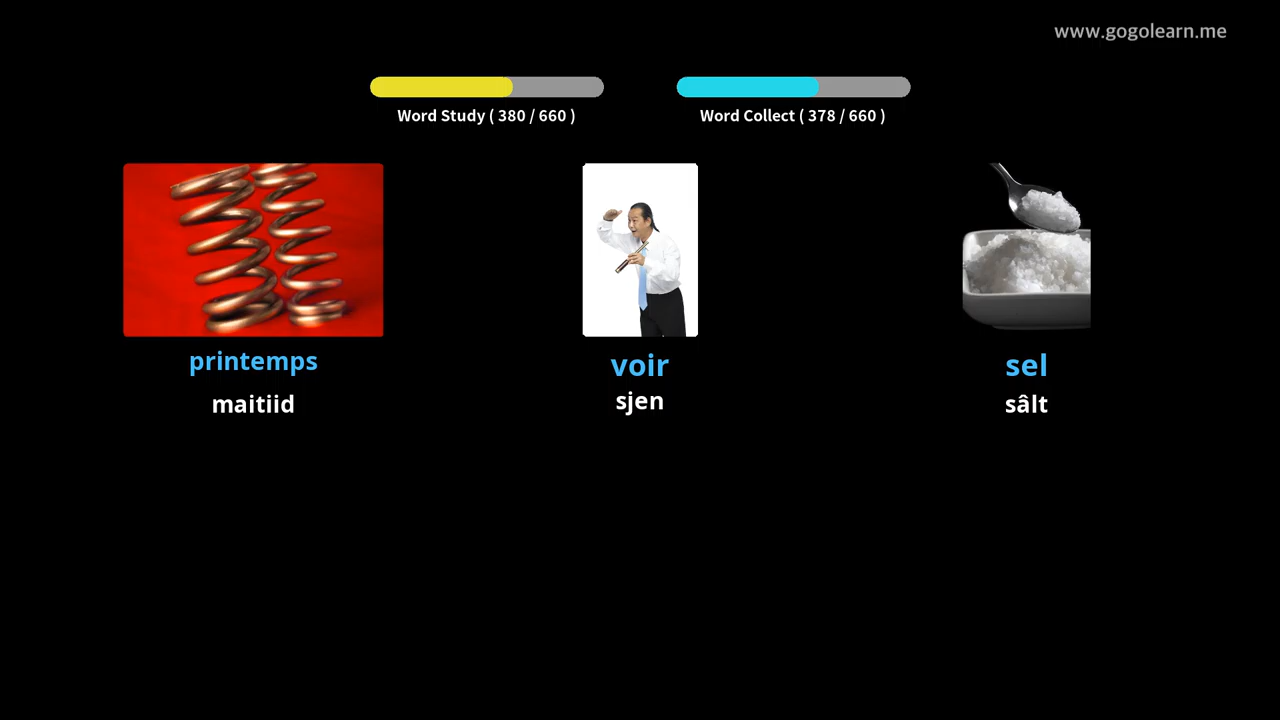 www.gogolearn.me
Word Study ( 380 / 660 )
Word Collect ( 378 / 660 )
printemps
maitiid
voir
sjen
sel
sâlt